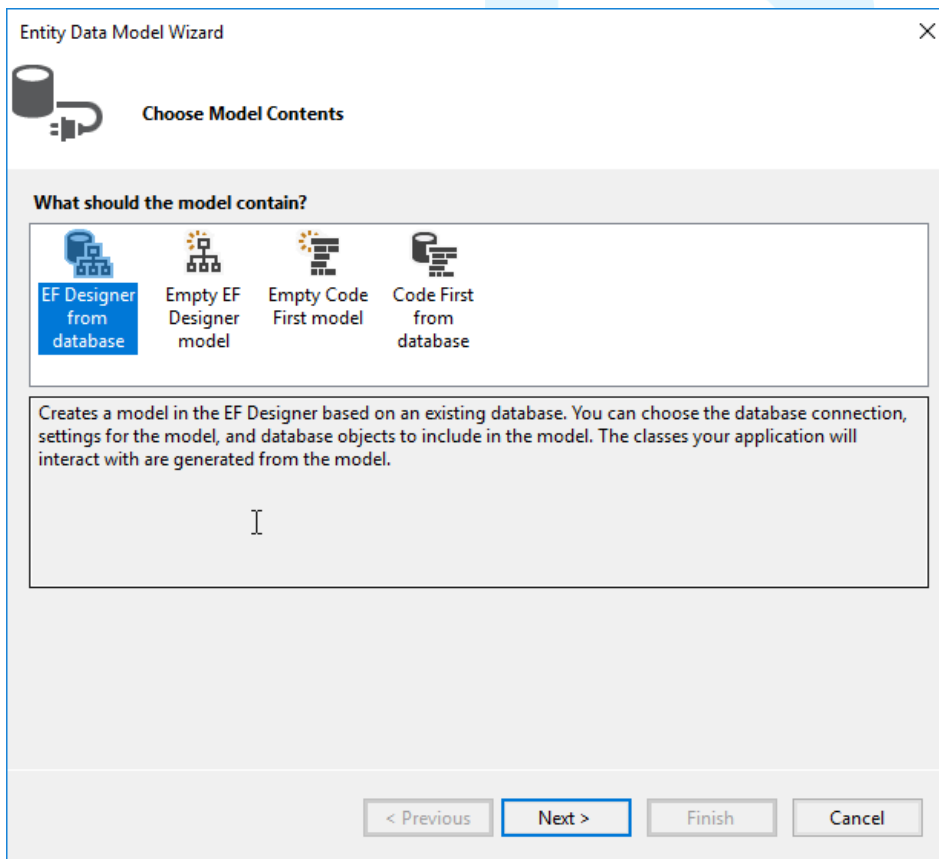 Entity Data Model Wizard
Choose Model Contents
What should the model contain?
EF Designer
from
database
Empty EF
Designer
model
Empty Code
First model
Code First
from
database
Creates a model in the EF Designer based on an existing database. You can choose the database connection,
settings for the model, and database objects to include in the model. The classes your application will
interact with are generated from the model.
< Previous
Next >
Finish
Cancel